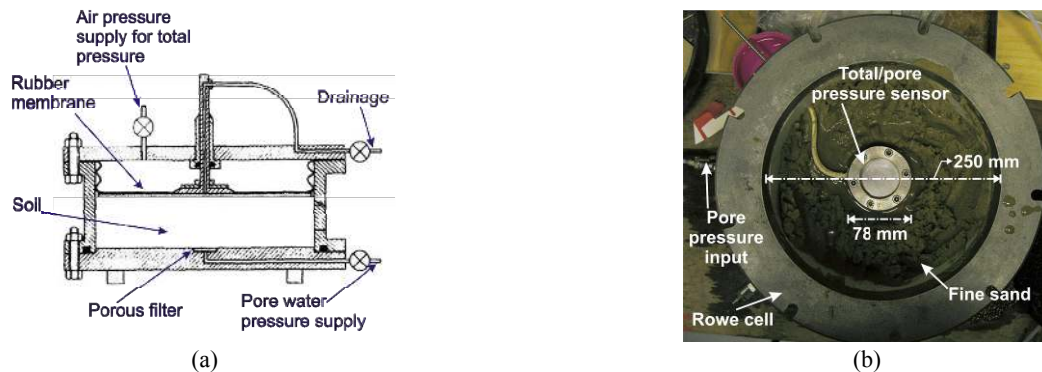 Air pressure
supply for total
pressure
Rubber
membrane
Drainage
Soil
Porous filter
Pore water
pressure supply
(a)
Total/pore
pressure sensor
250 mm
78 mm
Pore
pressure
input
Fine sand
Rowe cell
(b)